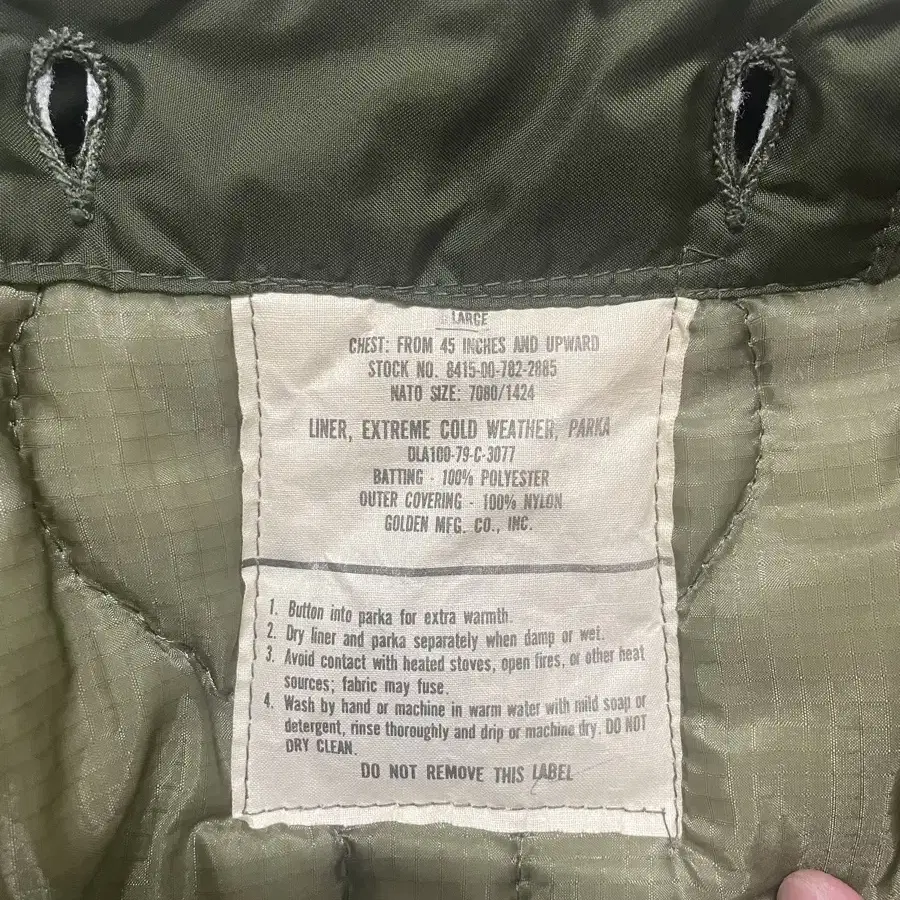 LARGE
CHEST: FROM 45 INCHES AND UPWARD
STOCK NO. 8415-00-782-2885
NATO SIZE: 7080/1424
LINER, EXTREME COLD WEATHER, PARKA
DLA100-79-C-3077
BATTING - 100% POLYESTER
OUTER COVERING - 100% NYLON
GOLDEN MFG. CO., INC.
1. Button into parka for extra warmth.
2. Dry liner and parka separately when damp or wet.
3. Avoid contact with heated stoves, open fires, or other heat
sources; fabric may fuse.
4. Wash by hand or machine in warm water with mild soap or
detergent, rinse thoroughly and drip or machine dry. DO NOT
DRY CLEAN.
DO NOT REMOVE THIS LABEL